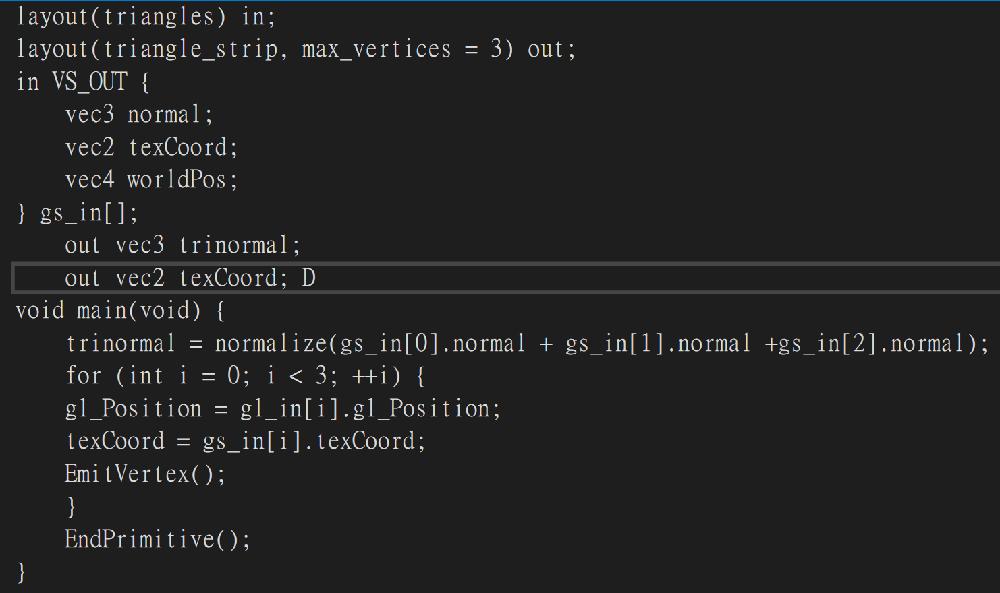 layout(triangles) in;
layout(triangle_strip, max_vertices = 3) out;
in VS_OUT {
    vec3 normal;
    vec2 texCoord;
    vec4 worldPos;
} gs_in[];
    out vec3 trinormal;
    out vec2 texCoord; D
void main(void) {
    trinormal = normalize(gs_in[0].normal + gs_in[1].normal +gs_in[2].normal);
    for (int i = 0; i < 3; ++i) {
    gl_Position = gl_in[i].gl_Position;
    texCoord = gs_in[i].texCoord;
    EmitVertex();
    }
    EndPrimitive();
}